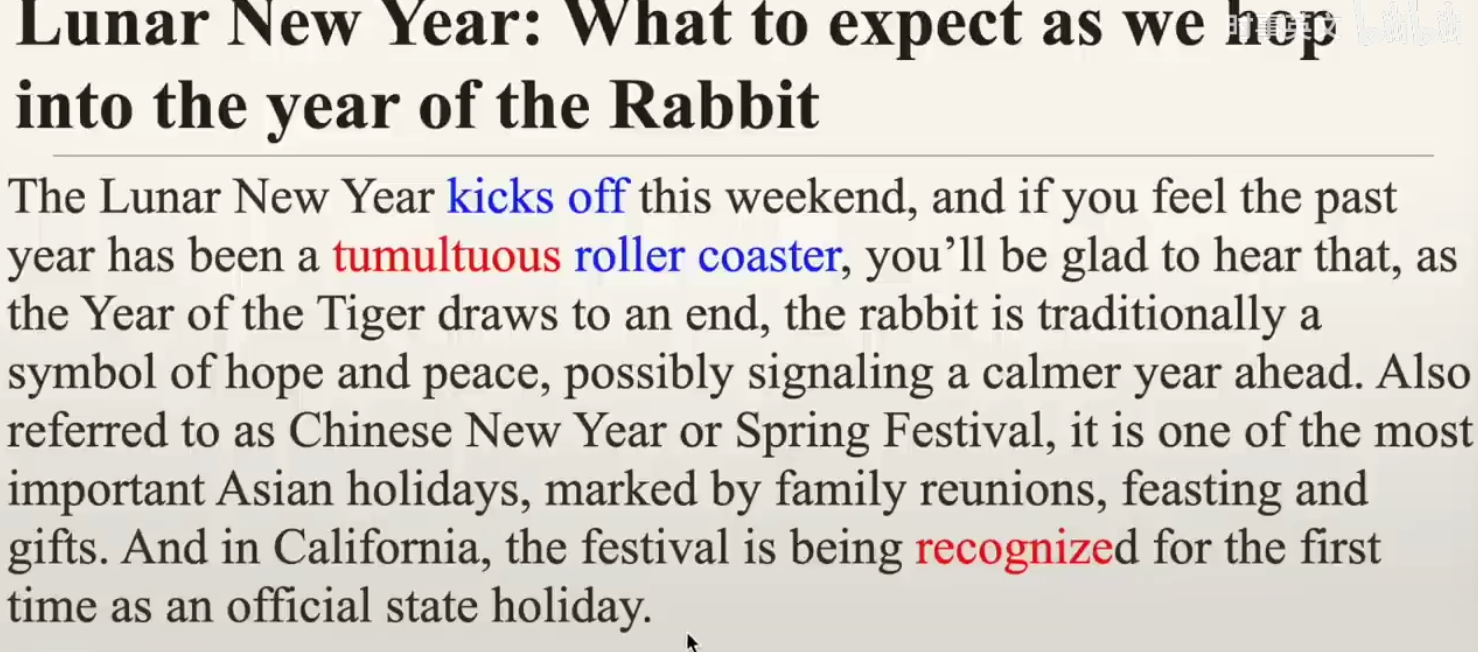 Lunar New Year: What to expect as we hop
时事英文 bilibili
into the year of the Rabbit
The Lunar New Year kicks off this weekend, and if you feel the past
year has been a tumultuous roller coaster, you’ll be glad to hear that, as
the Year of the Tiger draws to an end, the rabbit is traditionally a
symbol of hope and peace, possibly signaling a calmer year ahead. Also
referred to as Chinese New Year or Spring Festival, it is one of the most
important Asian holidays, marked by family reunions, feasting and
gifts. And in California, the festival is being recognized for the first
time as an official state holiday.